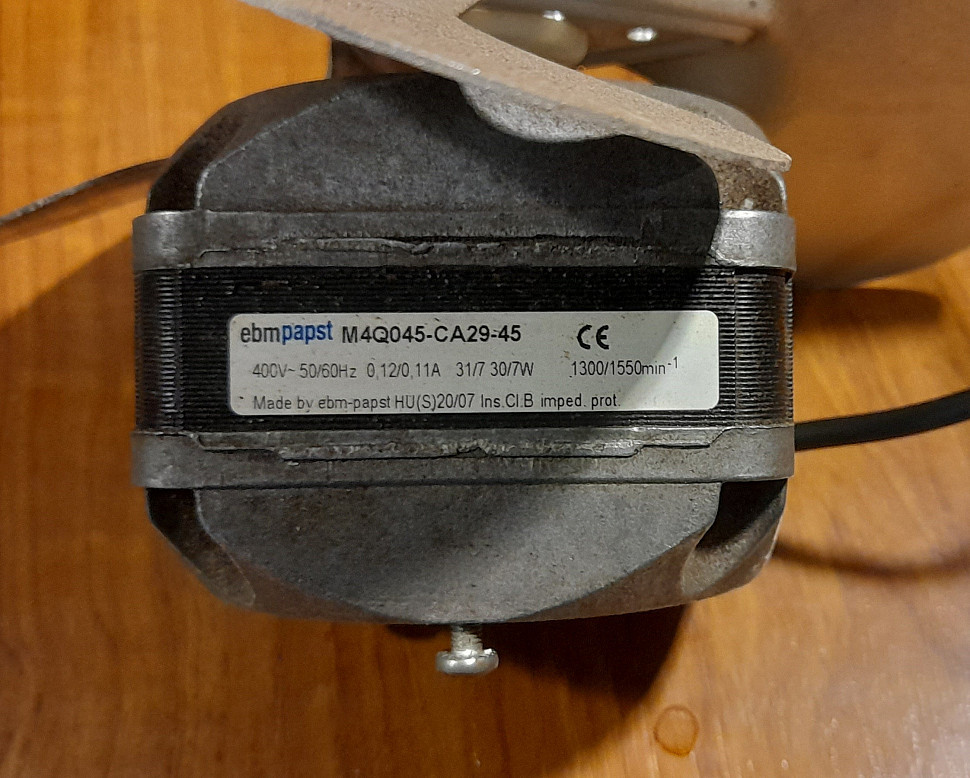 ebmpapst M4Q045-CA29-45 CE
400V~ 50/60Hz 0,12/0,11A 31/7 30/7W 1300/1550min-1
Made by ebm-papst HU(S)20/07 Ins.Cl.B imped. prot.